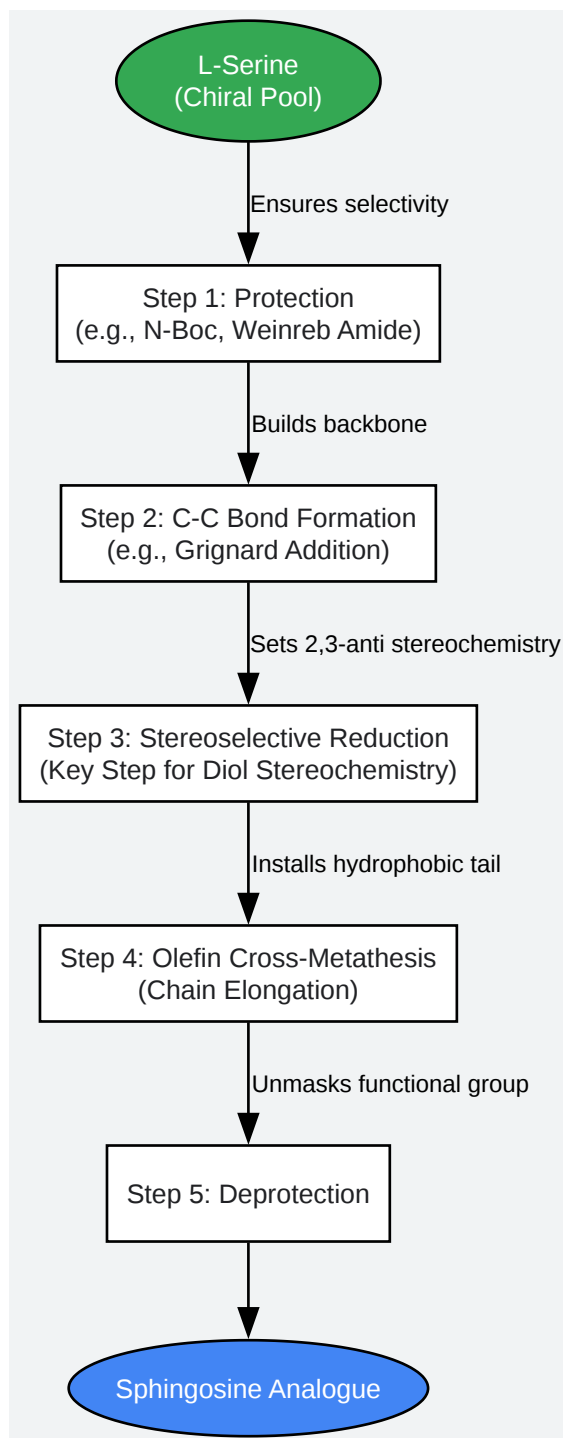 L-Serine
(Chiral Pool)
Ensures selectivity
Step 1: Protection
(e.g., N-Boc, Weinreb Amide)
Builds backbone
Step 2: C-C Bond Formation
(e.g., Grignard Addition)
Sets 2,3-anti stereochemistry
Step 3: Stereoselective Reduction
(Key Step for Diol Stereochemistry)
Installs hydrophobic tail
Step 4: Olefin Cross-Metathesis
(Chain Elongation)
Unmasks functional group
Step 5: Deprotection
Sphingosine Analogue